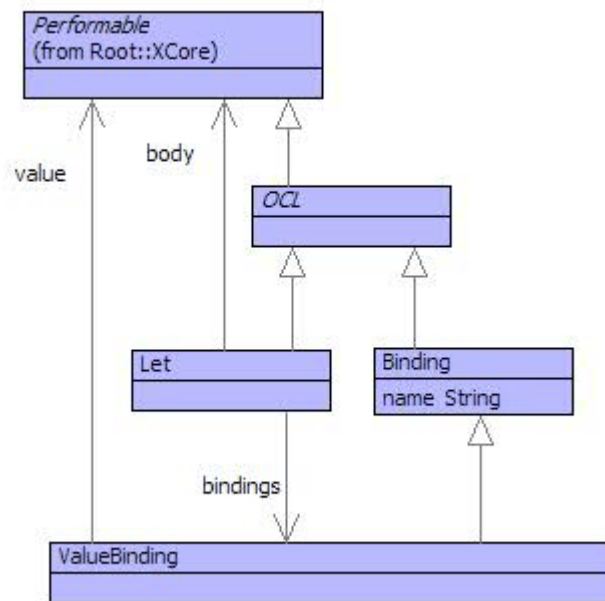 Performable
(from Root::XCore)
value
body
OCL
Let
Binding
name String
bindings
ValueBinding